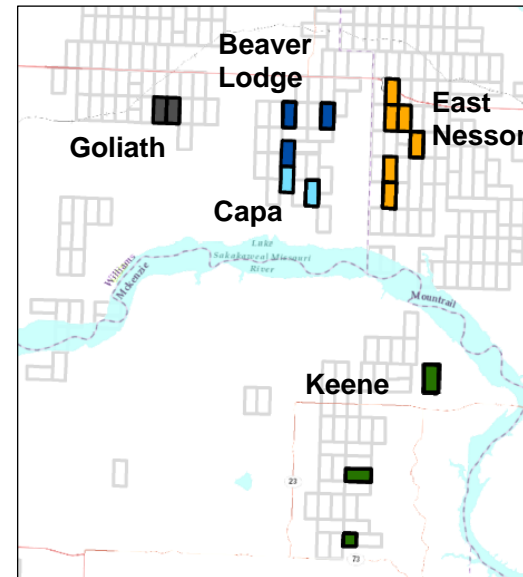 Beaver
Lodge
East
Nesson
Goliath
Capa
Lake
Sakakawea/Missouri
River
Williams
McKenzie
Mountrail
Keene
23
73